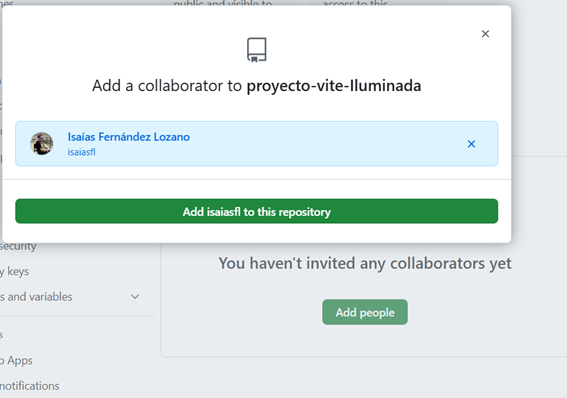 public and visible to
access to this
Add a collaborator to proyecto-vite-Iluminada
Isaías Fernández Lozano
isaiasfl
Add isaiasfl to this repository
security
You haven't invited any collaborators yet
keys
and variables
Add people
Apps
notifications